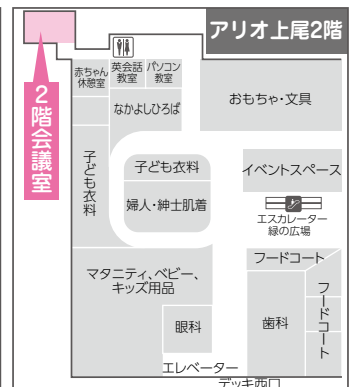 アリオ上尾2階
2階会議室
赤ちゃん
休憩室
英会話
教室
パソコン
教室
なかよしひろば
おもちゃ・文具
子ども衣料
子ども衣料
婦人・紳士肌着
イベントスペース
エスカレーター
緑の広場
マタニティ、ベビー、
キッズ用品
フードコート
フードコート
眼科
歯科
エレベーター
デッキ西口